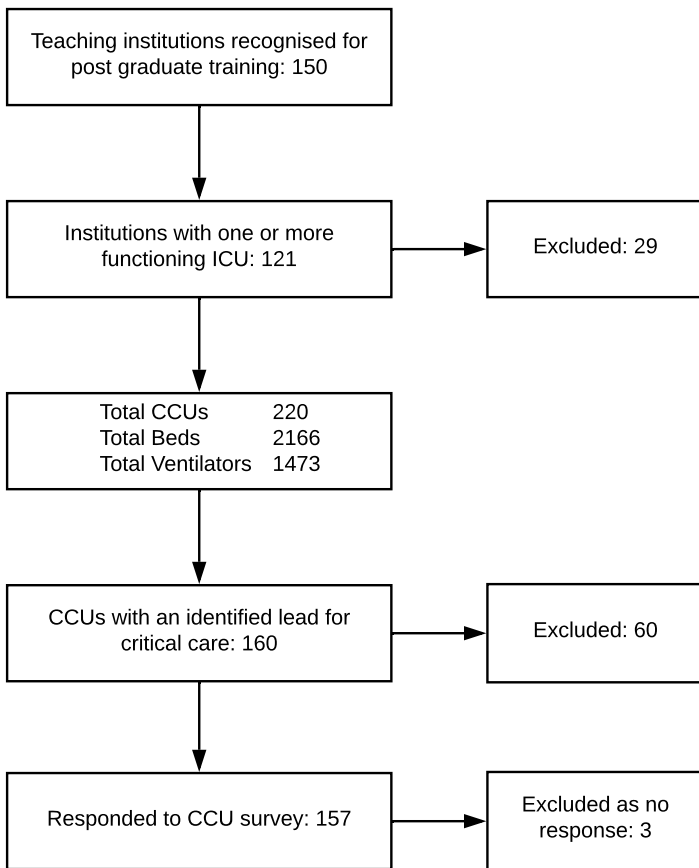 Teaching institutions recognised for
post graduate training: 150
Institutions with one or more
functioning ICU: 121
Excluded: 29
Total CCUs 220
Total Beds 2166
Total Ventilators 1473
CCUs with an identified lead for
critical care: 160
Excluded: 60
Responded to CCU survey: 157
Excluded as no
response: 3